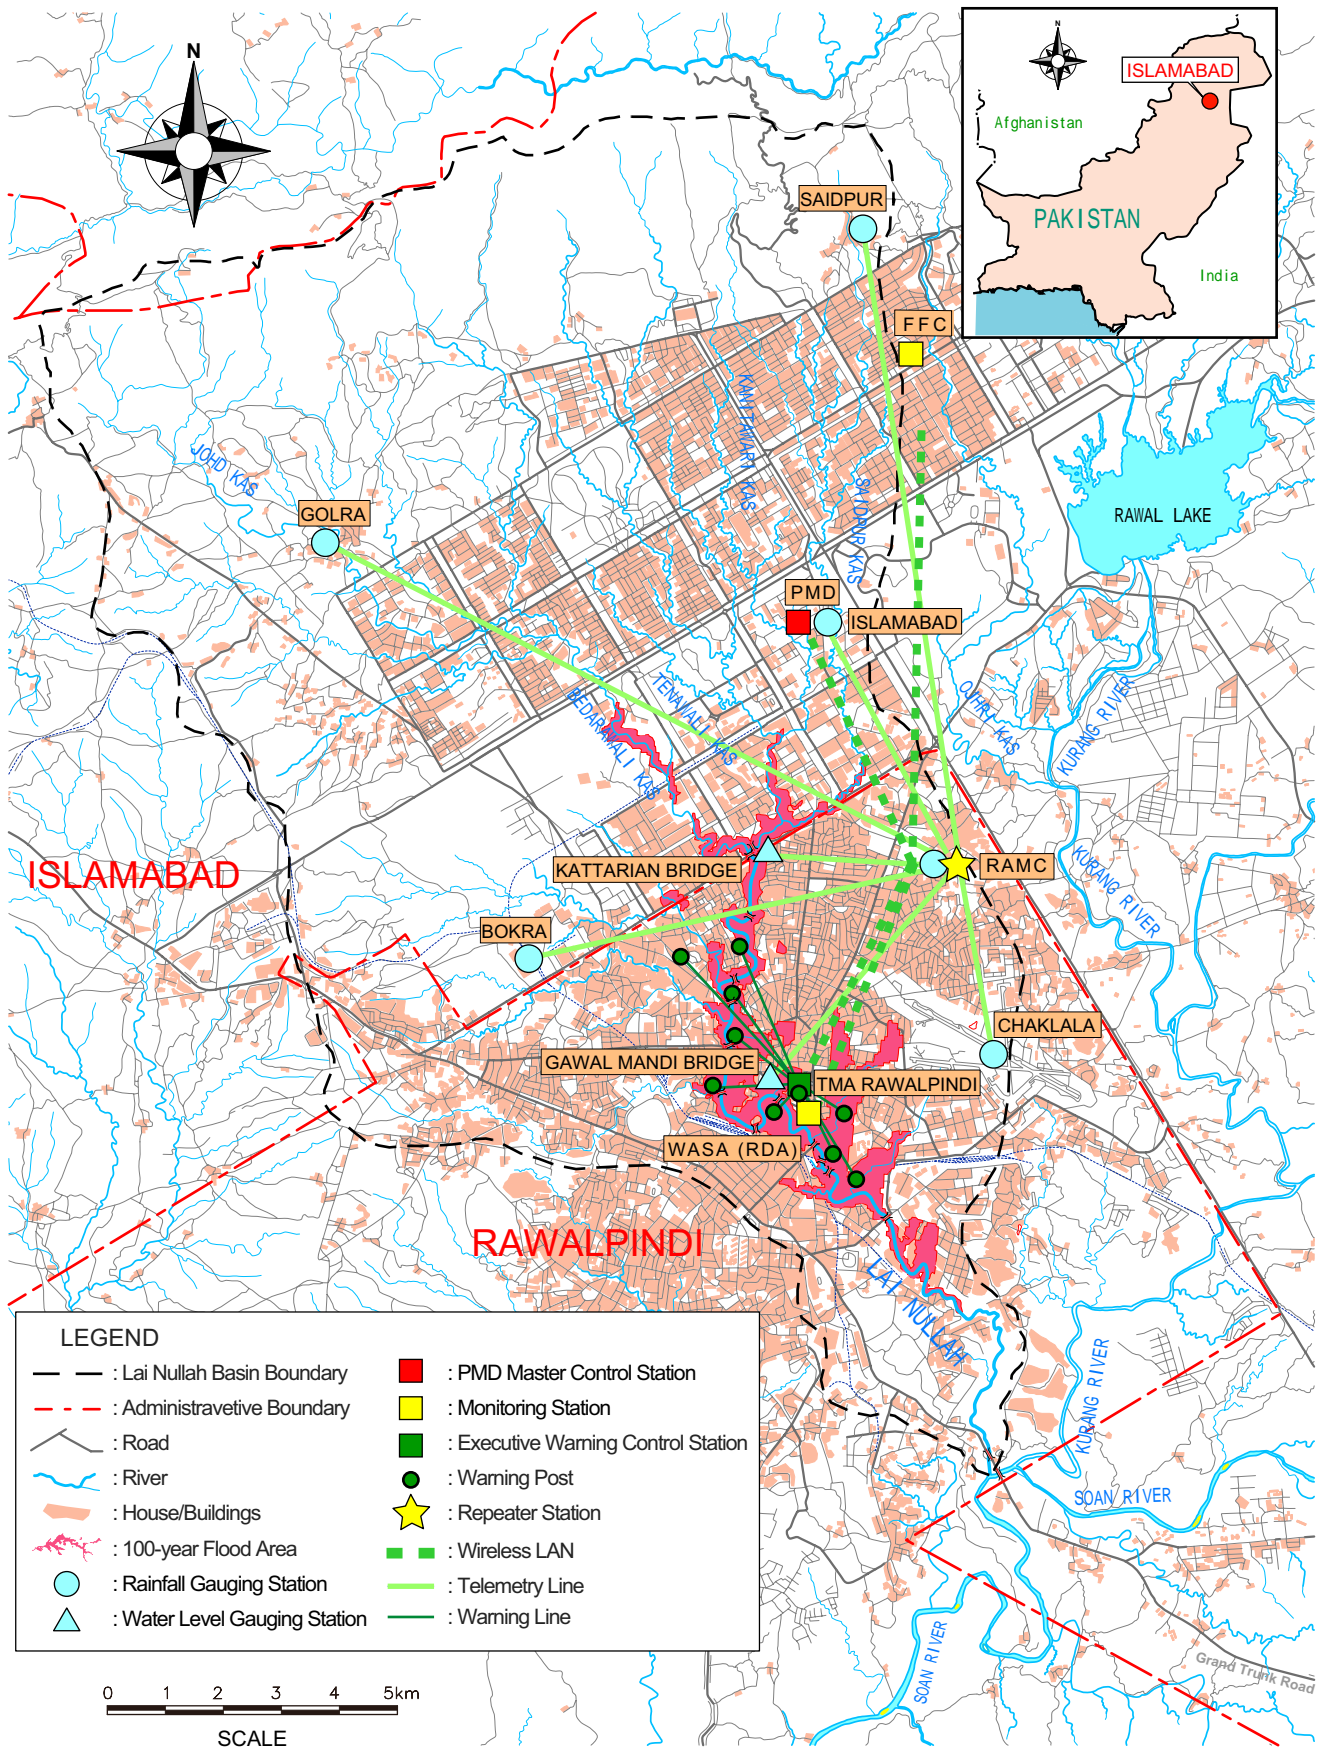 N
N
ISLAMABAD
Afghanistan
PAKISTAN
India
SAIDPUR
FFC
KANITAWARI KAS
JOHD KAS
SAIDPUR KAS
GOLRA
RAWAL LAKE
PMD
ISLAMABAD
TENAWALI KAS
BEDARAWALI KAS
OJHRI KAS
KURANG RIVER
KATTARIAN BRIDGE
RAMC
KURANG RIVER
ISLAMABAD
BOKRA
CHAKLALA
GAWAL MANDI BRIDGE
TMA RAWALPINDI
WASA (RDA)
RAWALPINDI
LAI NULLAH
KURANG RIVER
SOAN RIVER
SOAN RIVER
Grand Trunk Road
LEGEND
: Lai Nullah Basin Boundary
: Administravetive Boundary
: Road
: River
: House/Buildings
: 100-year Flood Area
: Rainfall Gauging Station
: Water Level Gauging Station
: PMD Master Control Station
: Monitoring Station
: Executive Warning Control Station
: Warning Post
: Repeater Station
: Wireless LAN
: Telemetry Line
: Warning Line
0 1 2 3 4 5km
SCALE